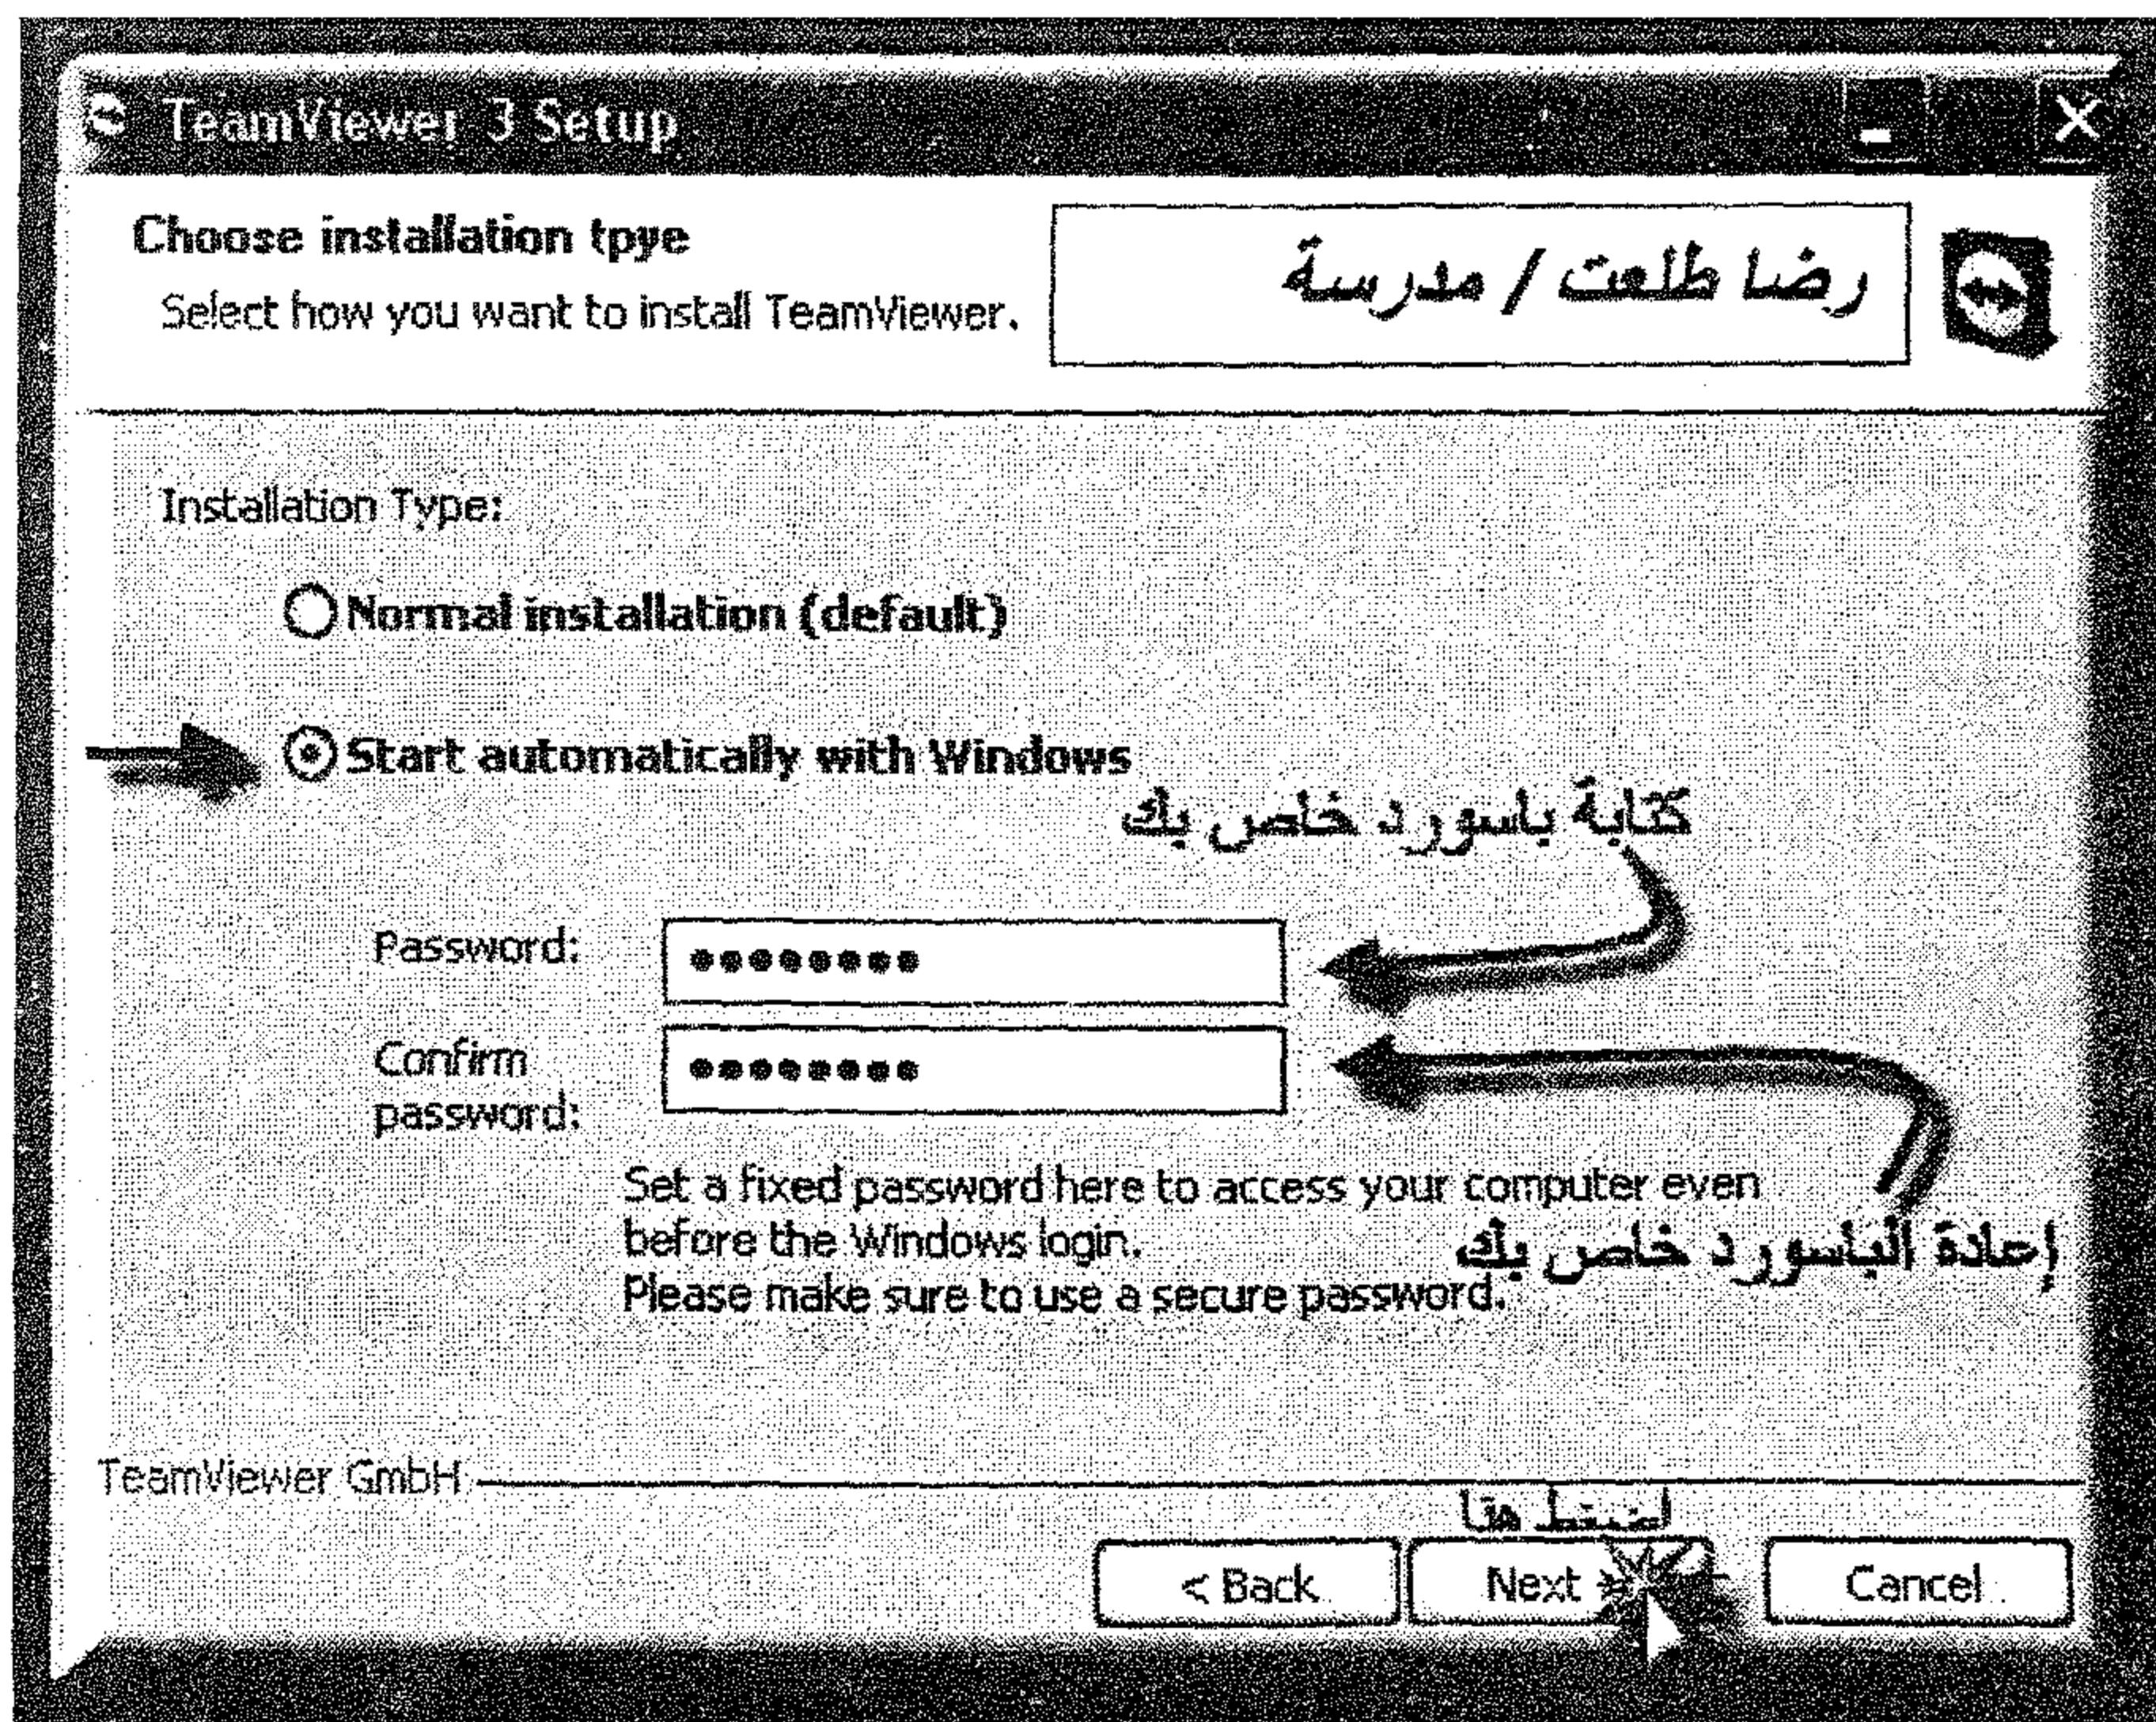 TeamViewer 3 Setup
Choose installation tpye
Select how you want to install TeamViewer.
رضا طلعت / مدرسة
Installation Type:
Normal installation (default)
Start automatically with Windows
كتابة باسورد خاص بك
Password:
Confirm
password:
Set a fixed password here to access your computer even
before the Windows login.
Please make sure to use a secure password.
إعادة الباسورد خاص بك
TeamViewer GmbH
اضغط هنا
< Back
Next >
Cancel